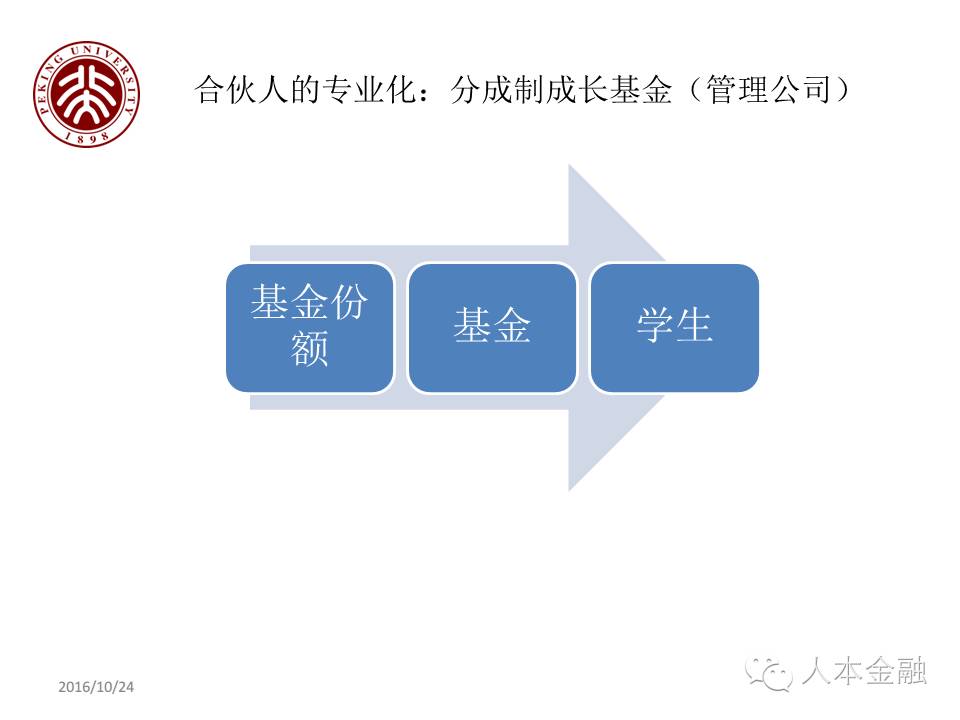 PEKING UNIVERSITY
1898
合伙人的专业化：分成制成长基金（管理公司）
基金份
额
基金
学生
2016/10/24
人本金融